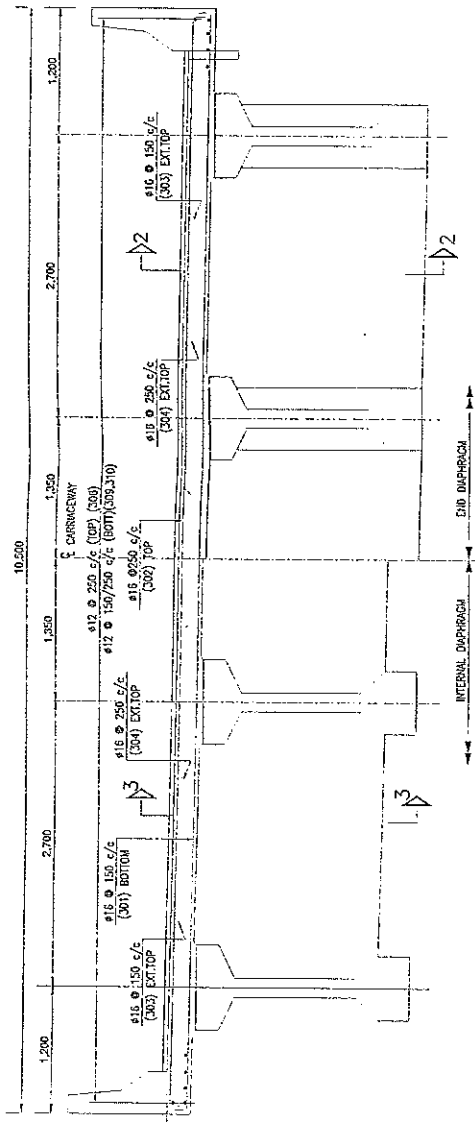 10,500
1,200
2,700
1,350
1,350
2,700
1,200
℄ CARRIAGEWAY
ø12 @ 250 c/c (TOP) (308)
ø12 @ 150/250 c/c (BOTT)(309,310)
ø16 @ 150 c/c
(303) EXT.TOP
ø16 @ 150 c/c
(301) BOTTOM
3
ø16 @ 250 c/c
(304) EXT.TOP
ø16 @250 c/c
(302) TOP
ø16 @ 250 c/c
(304) EXT.TOP
2
ø16 @ 150 c/c
(303) EXT.TOP
3
2
INTERNAL DIAPHRAGM
END DIAPHRAGM